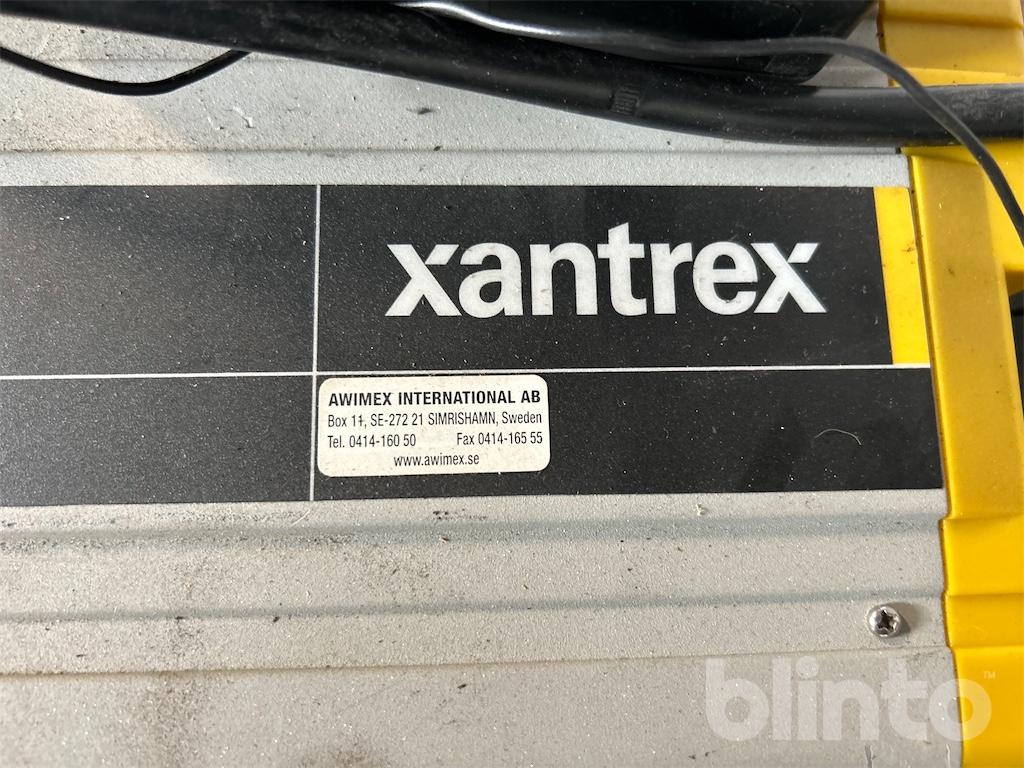 xantrex
AWIMEX INTERNATIONAL AB
Box 11, SE-272 21 SIMRISHAMN, Sweden
Tel. 0414-160 50 Fax 0414-165 55
www.awimex.se
blinto™